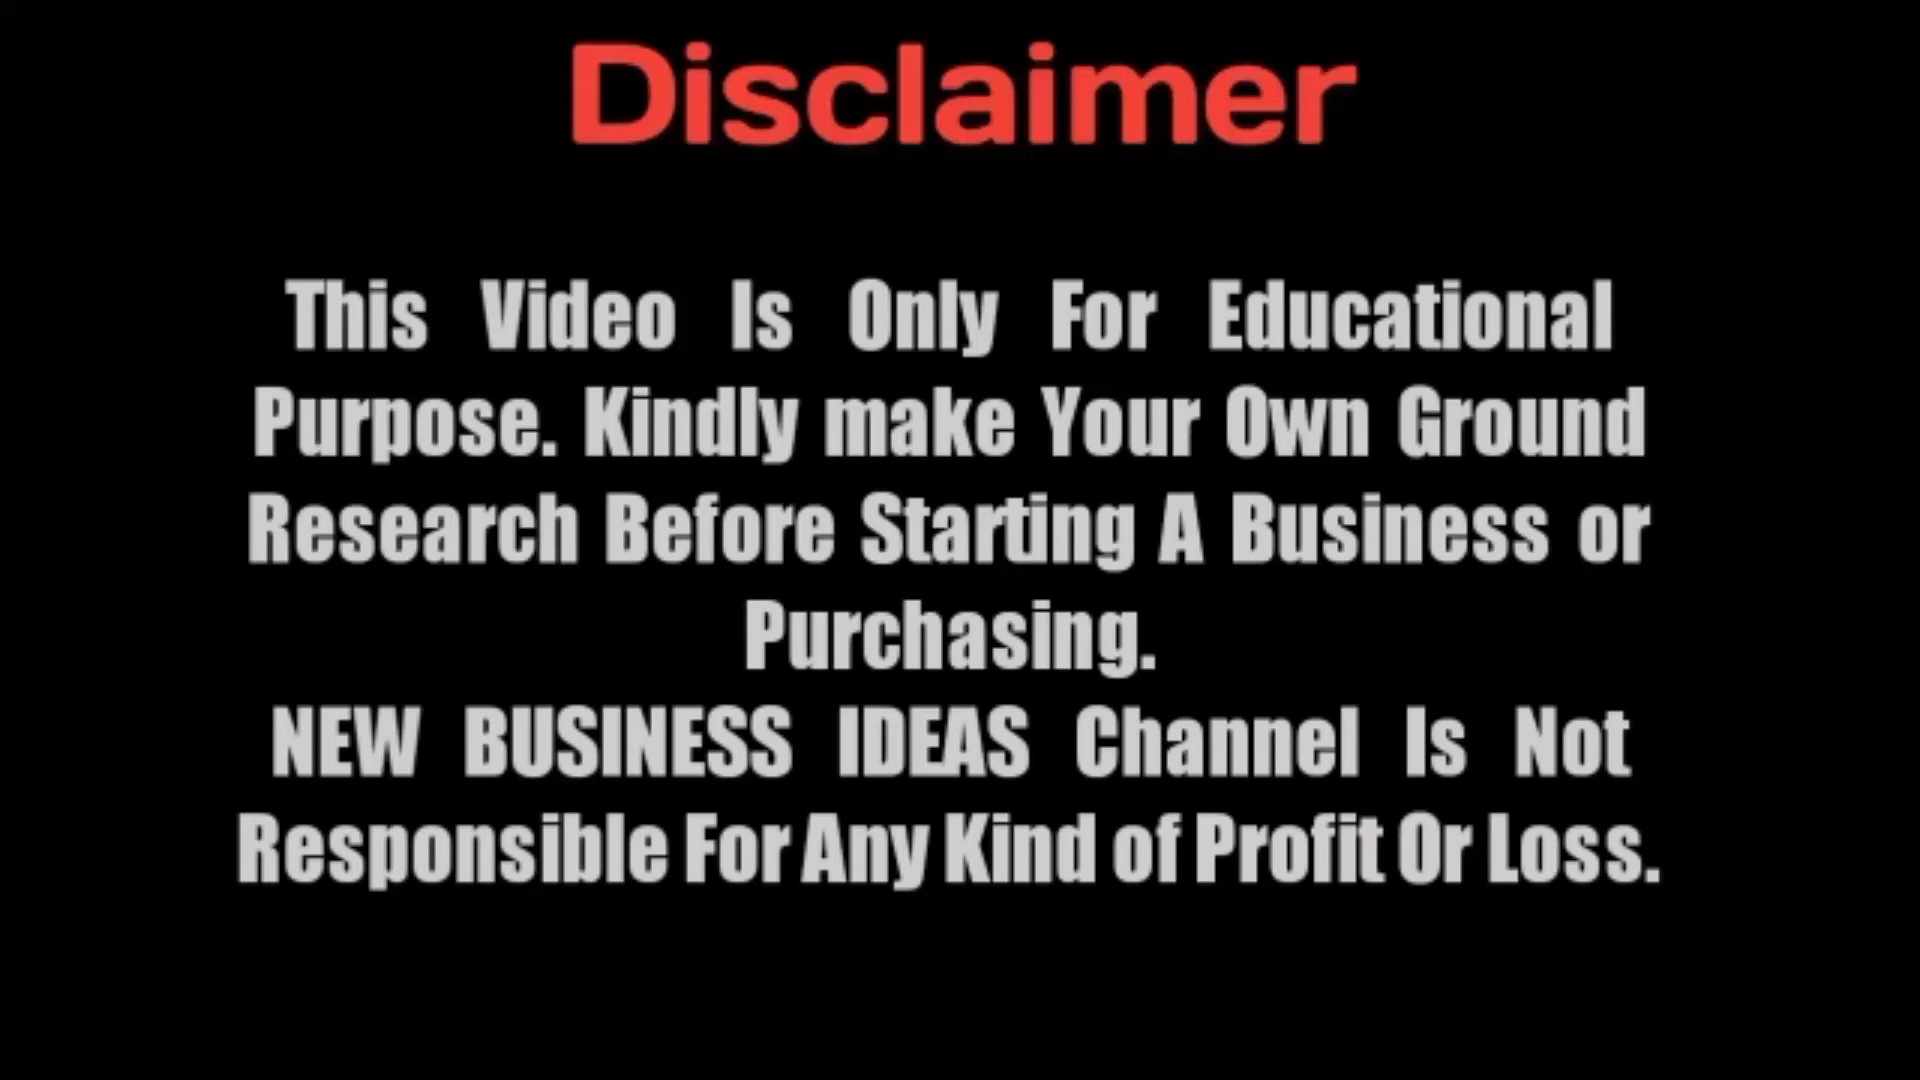 Disclaimer
This Video Is Only For Educational
Purpose. Kindly make Your Own Ground
Research Before Starting A Business or
Purchasing.
NEW BUSINESS IDEAS Channel Is Not
Responsible For Any Kind of Profit Or Loss.